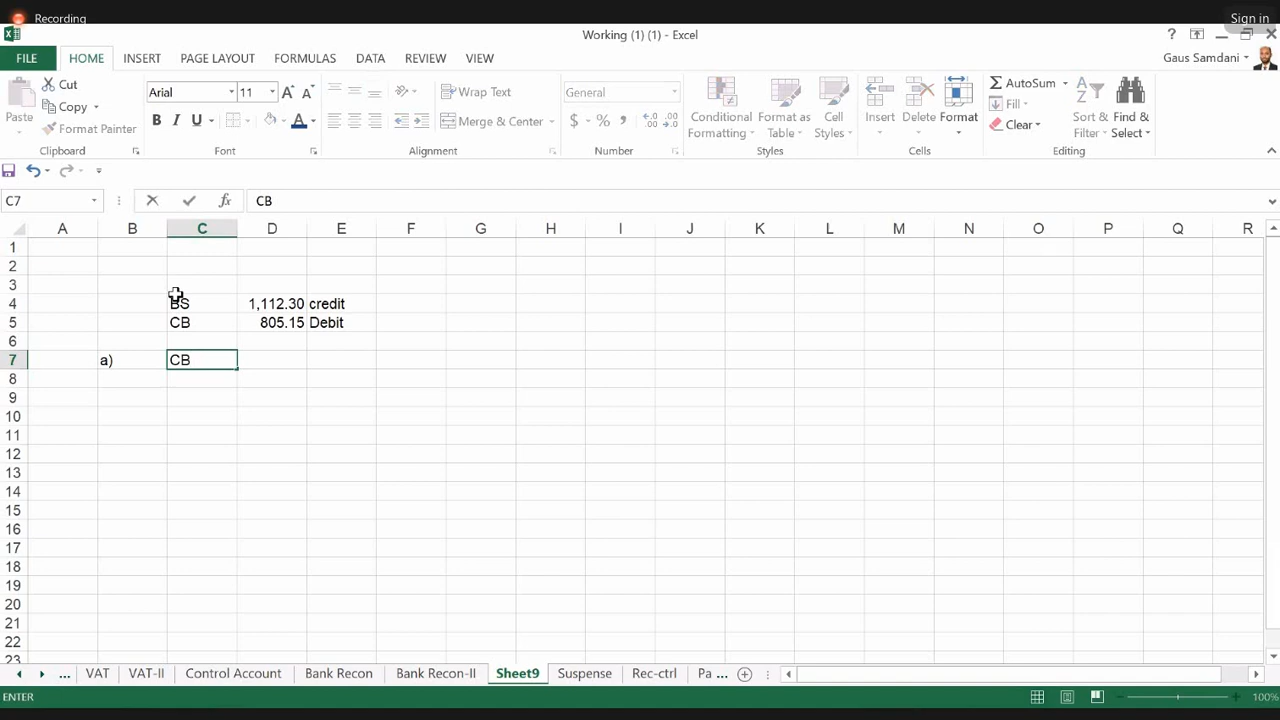 Recording
Sign in
Working (1) (1) - Excel
?
FILE HOME INSERT PAGE LAYOUT FORMULAS DATA REVIEW VIEW
Gaus Samdani
Paste
Cut
Copy
Format Painter
Clipboard
Arial 11
A A
B I U A
Font
Wrap Text
Merge & Center
Alignment
General
$ % , .0 .00 .00 .0
Number
Conditional Formatting
Format as Table
Cell Styles
Styles
Insert Delete Format
Cells
AutoSum
Fill
Clear
Sort & Filter
Find & Select
Editing
C7
fx
CB
A B C D E F G H I J K L M N O P Q R
1
2
3
4 BS 1,112.30 credit
5 CB 805.15 Debit
6
7 a) CB
8
9
10
11
12
13
14
15
16
17
18
19
20
21
22
23
... VAT VAT-II Control Account Bank Recon Bank Recon-II Sheet9 Suspense Rec-ctrl Pa ...
ENTER
100%